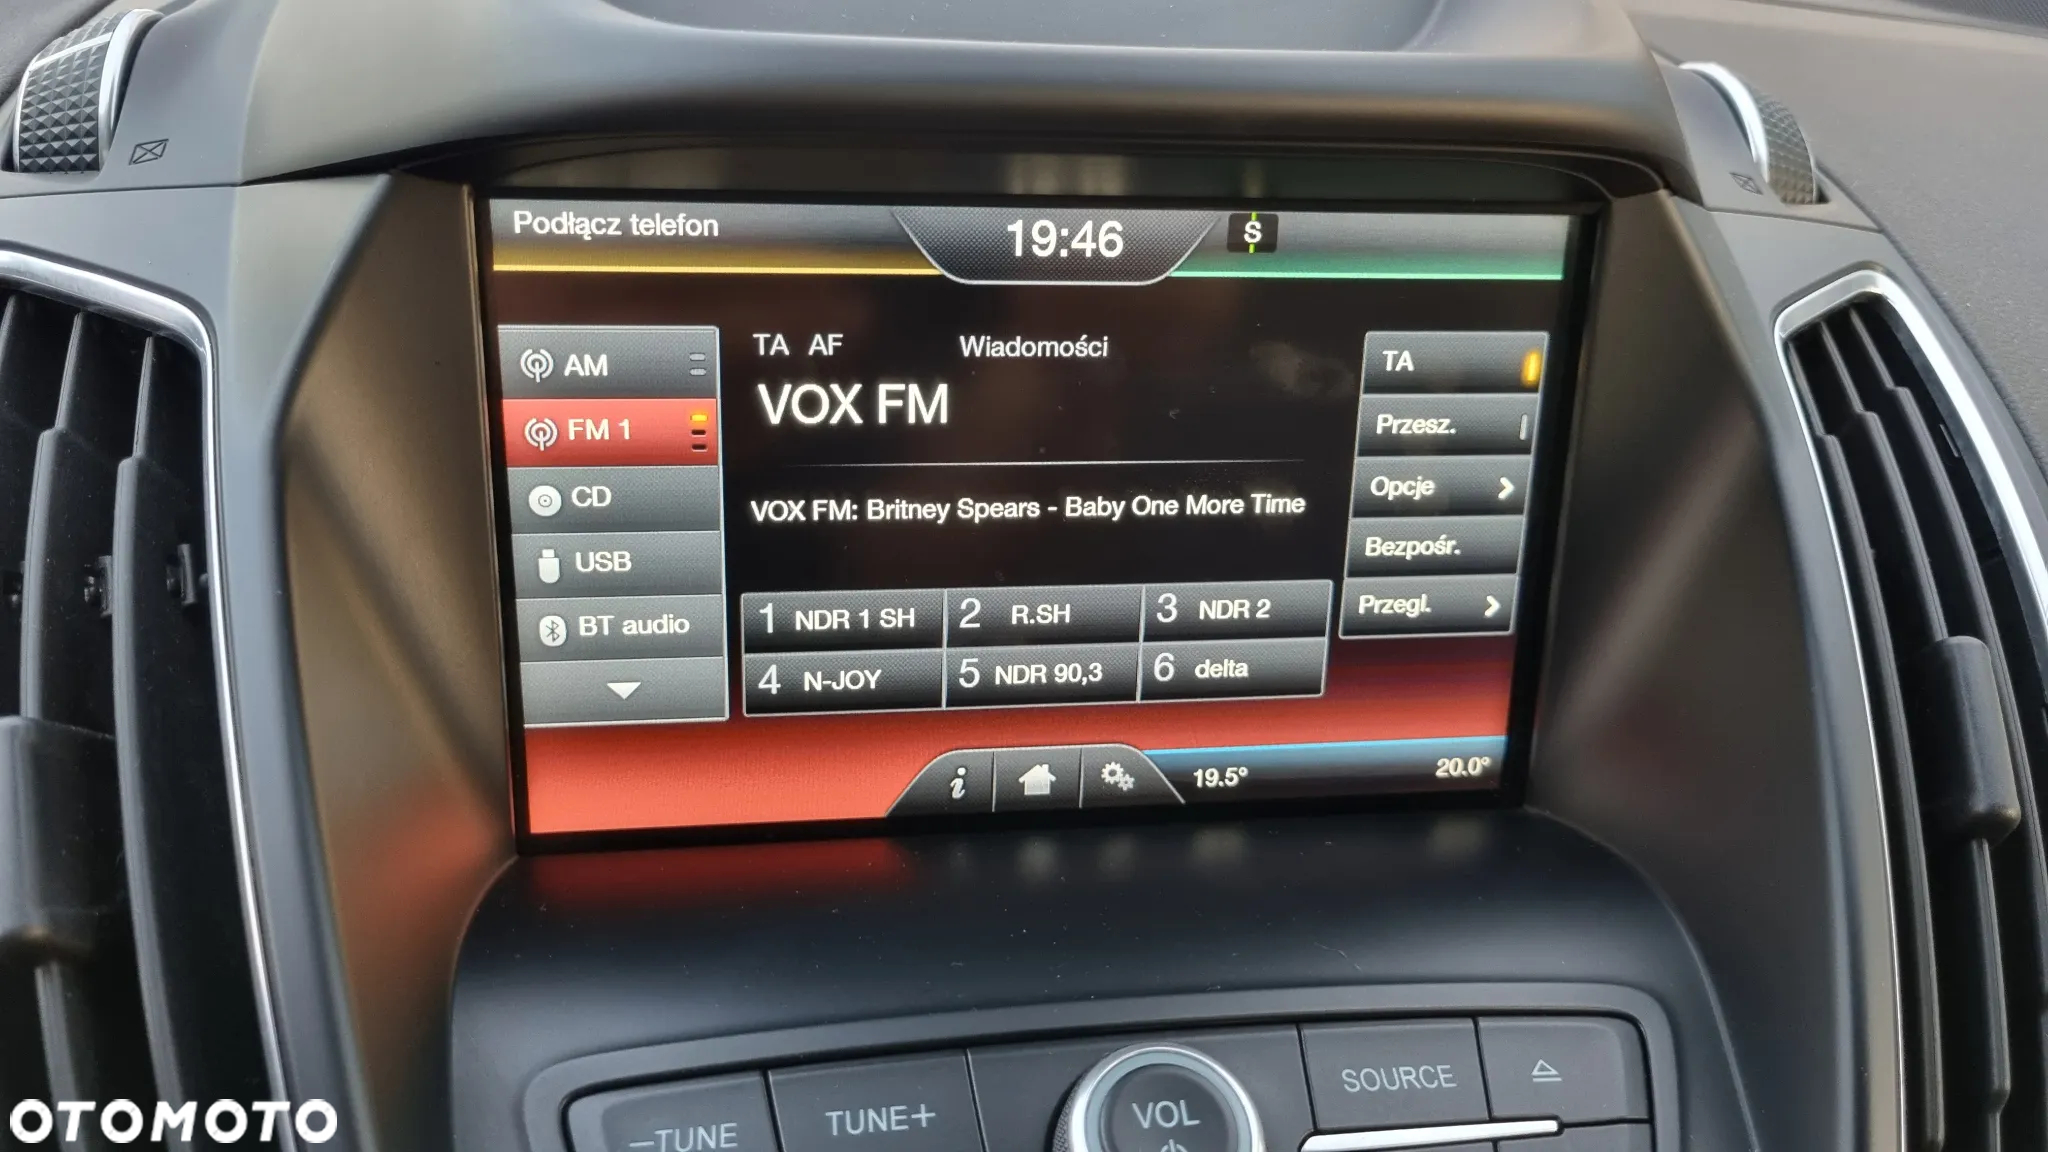 Podłącz telefon
19:46
S
AM
FM 1
CD
USB
BT audio
TA AF
Wiadomości
VOX FM
VOX FM: Britney Spears - Baby One More Time
1 NDR 1 SH
2 R.SH
3 NDR 2
4 N-JOY
5 NDR 90,3
6 delta
TA
Przesz.
Opcje
Bezpośr.
Przegl.
i
19.5°
20.0°
–TUNE
TUNE+
VOL
SOURCE
OTOMOTO